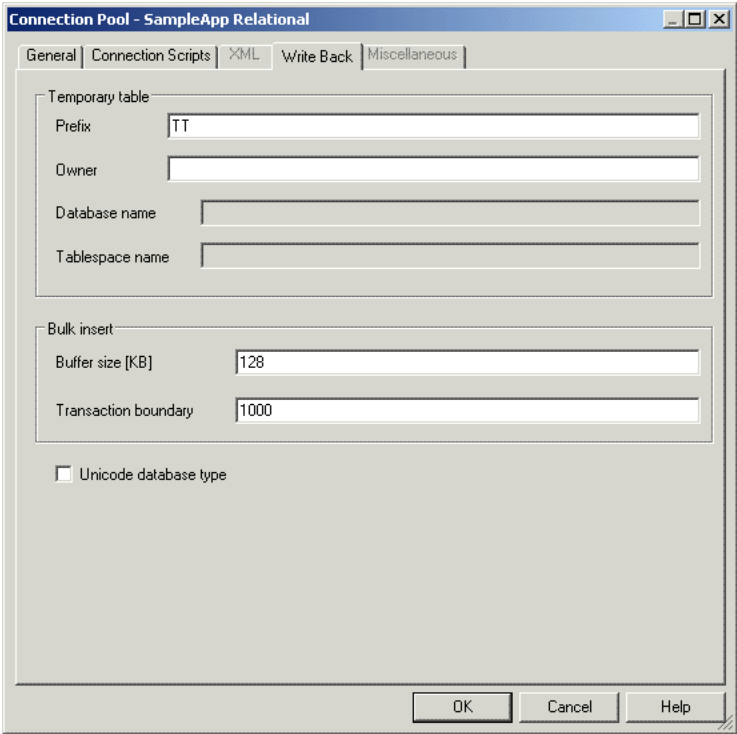 Connection Pool - SampleApp Relational
General Connection Scripts XML Write Back Miscellaneous
Temporary table
Prefix TT
Owner
Database name
Tablespace name
Bulk insert
Buffer size [KB] 128
Transaction boundary 1000
Unicode database type
OK Cancel Help